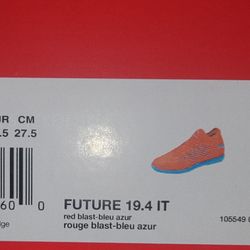 UR CM
.5 27.5
60 0
FUTURE 19.4 IT
red blast-bleu azur
rouge blast-bleu azur
105549